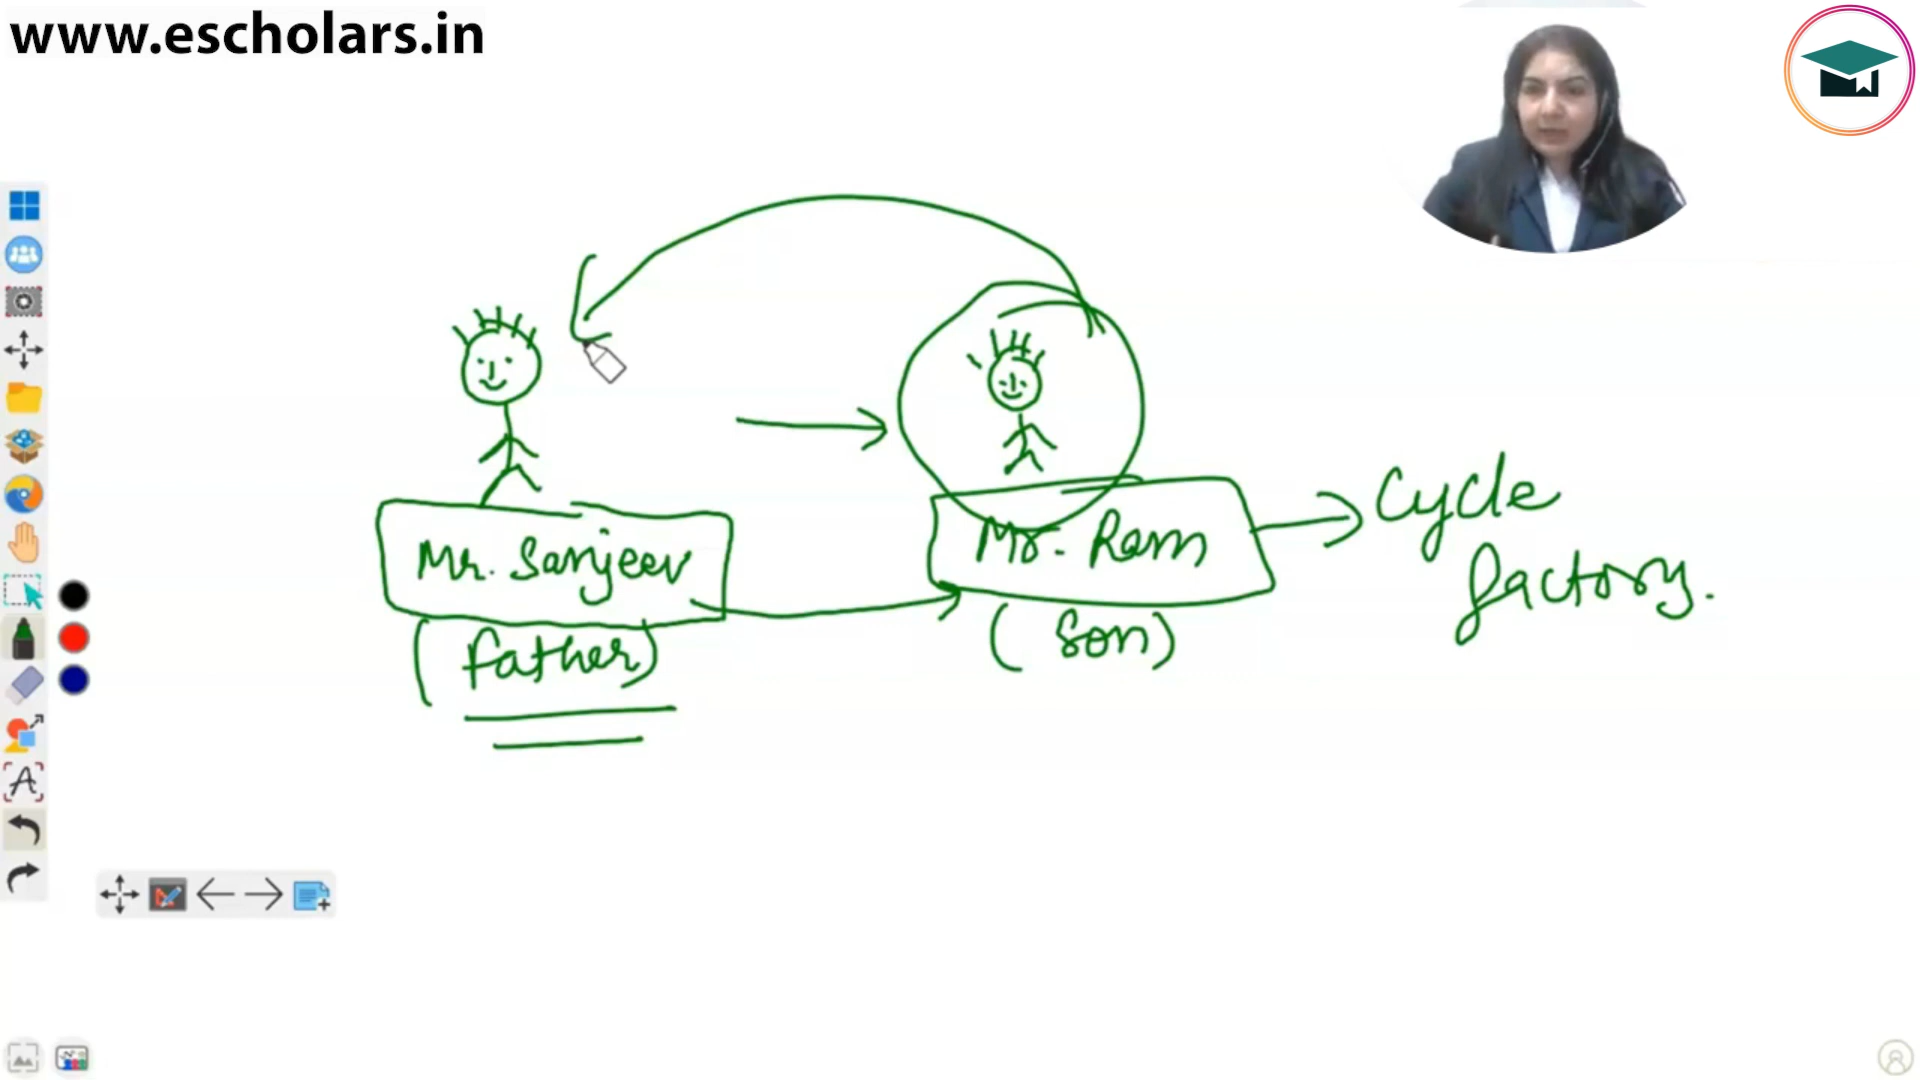 www.escholars.in
Mr. Sanjeev
(father)
Mr. Ram
(Son)
Cycle
factory.